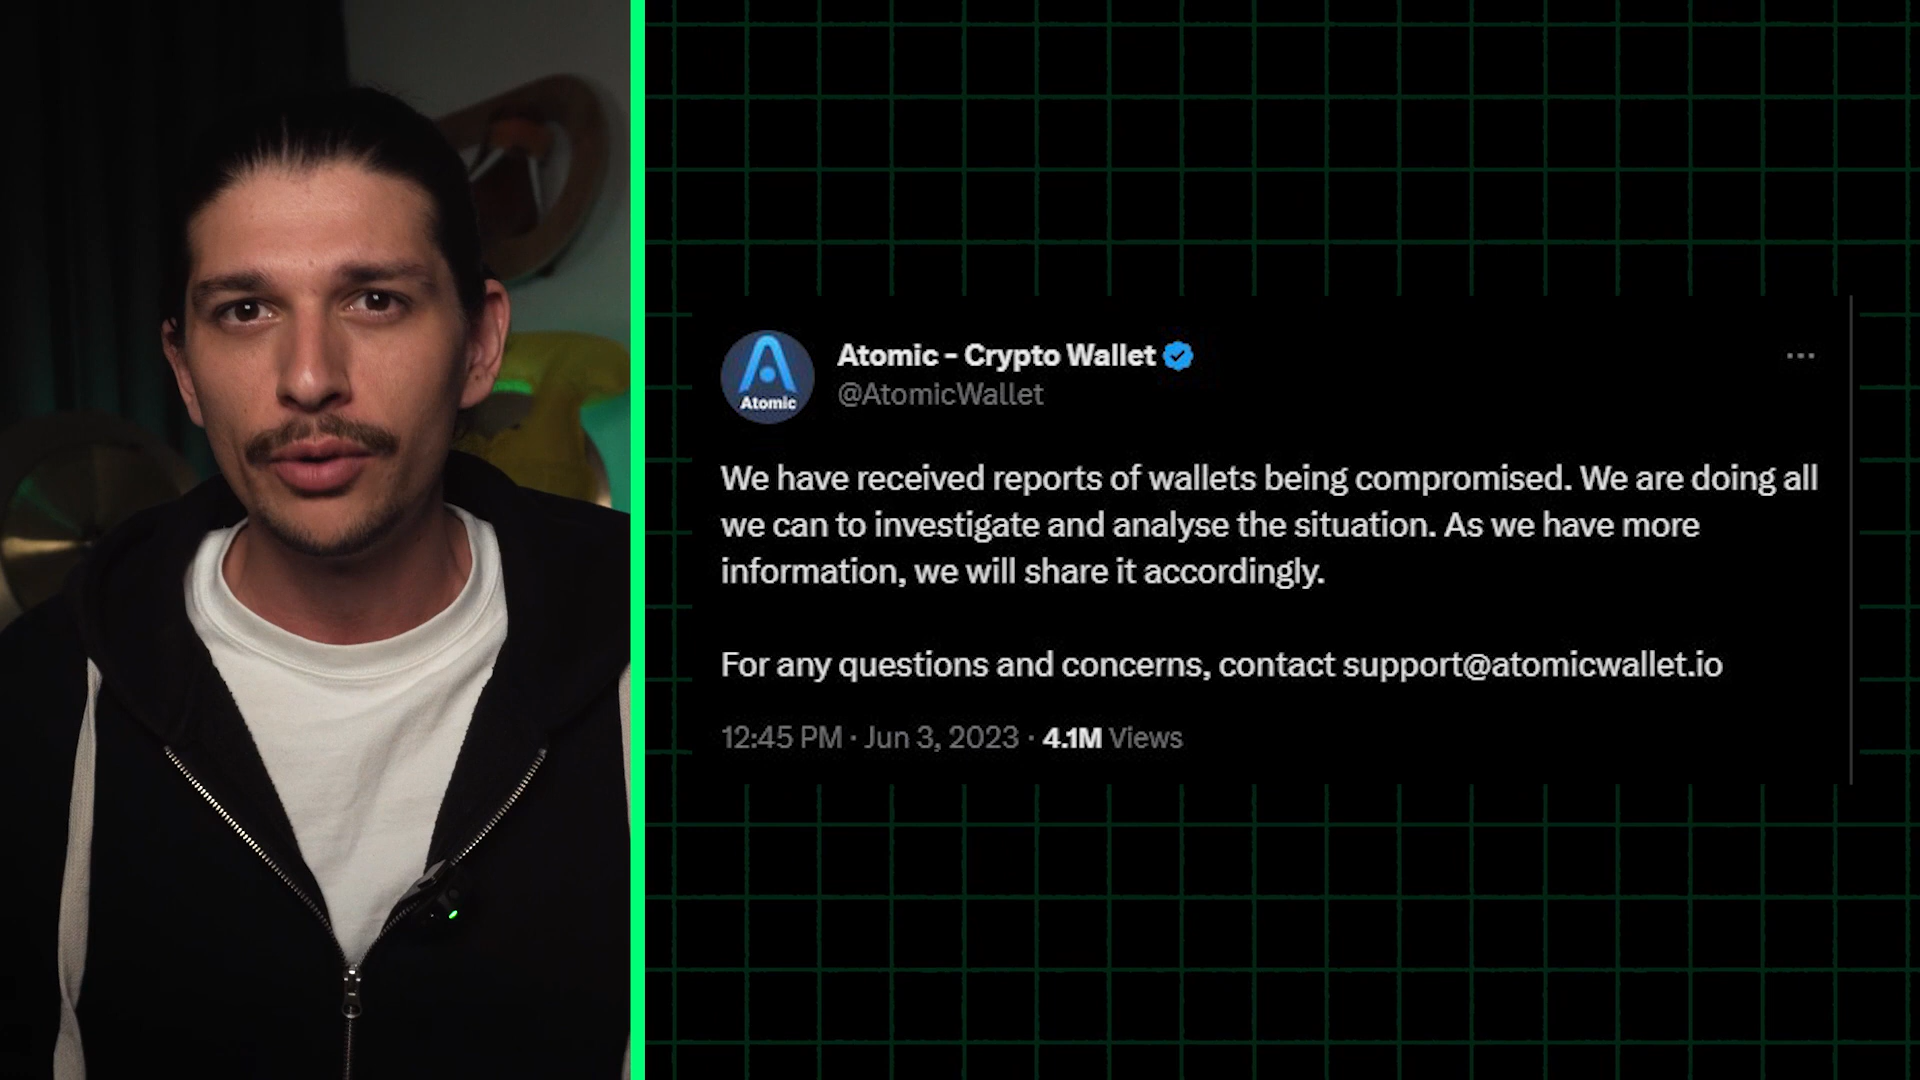 Atomic
Atomic - Crypto Wallet
@AtomicWallet
We have received reports of wallets being compromised. We are doing all
we can to investigate and analyse the situation. As we have more
information, we will share it accordingly.
For any questions and concerns, contact support@atomicwallet.io
12:45 PM · Jun 3, 2023 · 4.1M Views